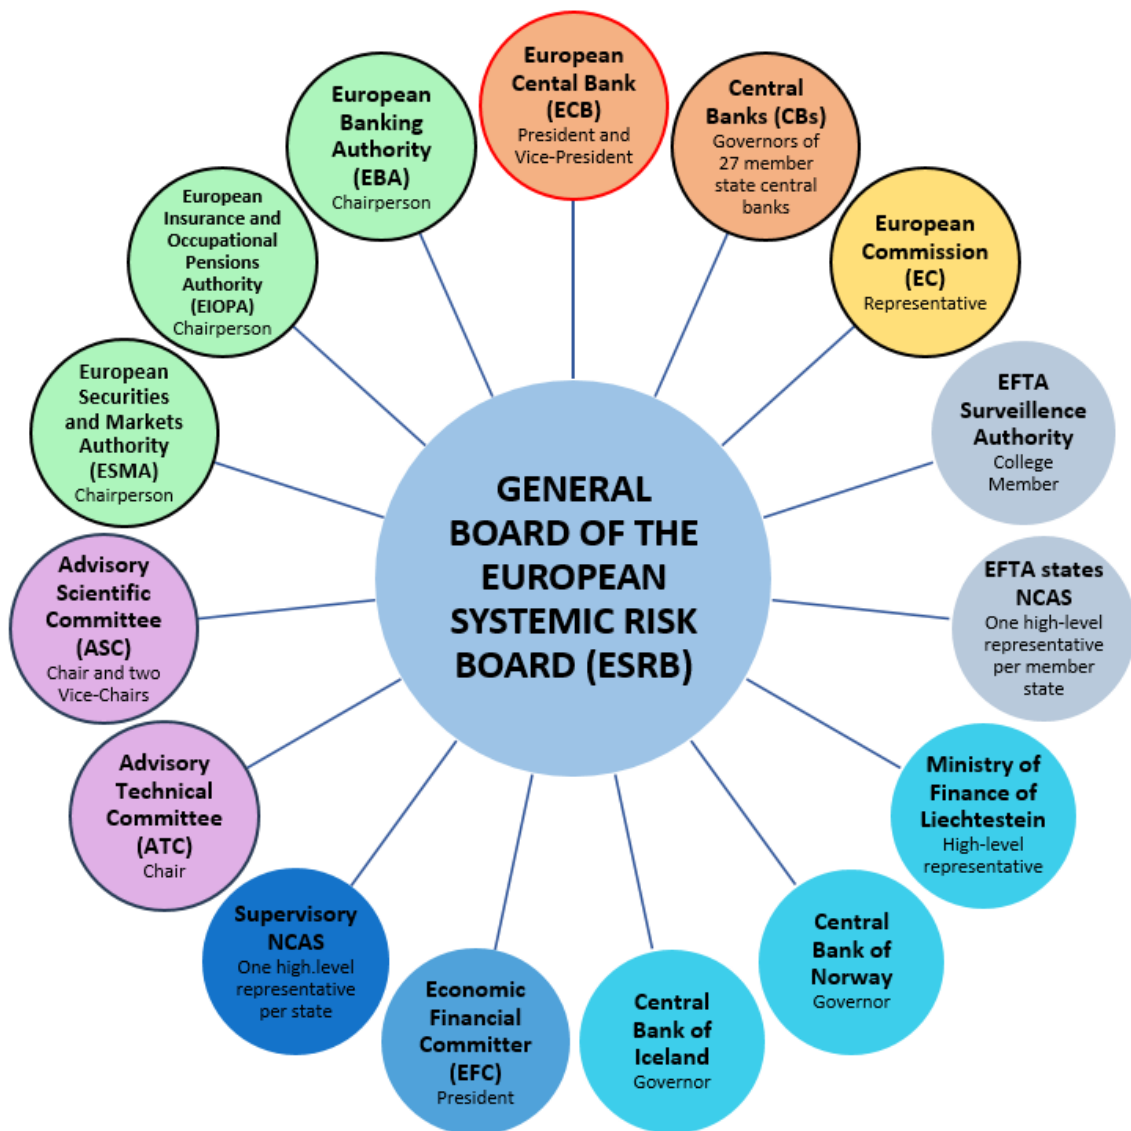 European
Cental Bank
(ECB)
President and
Vice-President
Central
Banks (CBs)
Governors of
27 member
state central
banks
European
Commission
(EC)
Representative
EFTA
Surveillence
Authority
College
Member
EFTA states
NCAS
One high-level
representative
per member
state
Ministry of
Finance of
Liechtestein
High-level
representative
Central
Bank of
Norway
Governor
Central
Bank of
Iceland
Governor
Economic
Financial
Committer
(EFC)
President
Supervisory
NCAS
One high.level
representative
per state
Advisory
Technical
Committee
(ATC)
Chair
Advisory
Scientific
Committee
(ASC)
Chair and two
Vice-Chairs
European
Securities
and Markets
Authority
(ESMA)
Chairperson
European
Insurance and
Occupational
Pensions
Authority
(EIOPA)
Chairperson
European
Banking
Authority
(EBA)
Chairperson
GENERAL
BOARD OF THE
EUROPEAN
SYSTEMIC RISK
BOARD (ESRB)